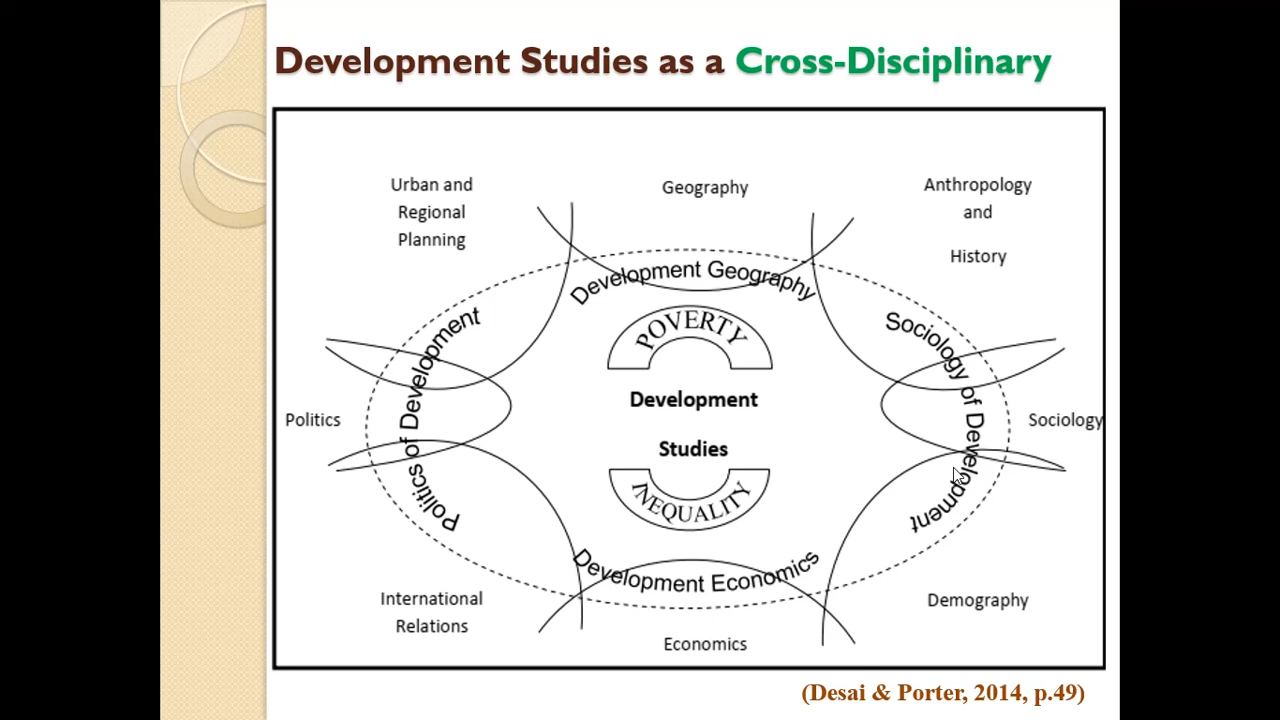 Development Studies as a Cross-Disciplinary
Urban and
Regional
Planning
Geography
Anthropology
and
History
Development Geography
Politics of Development
Sociology of Development
POVERTY
Development
Studies
INEQUALITY
Politics
Sociology
Development Economics
International
Relations
Economics
Demography
(Desai & Porter, 2014, p.49)